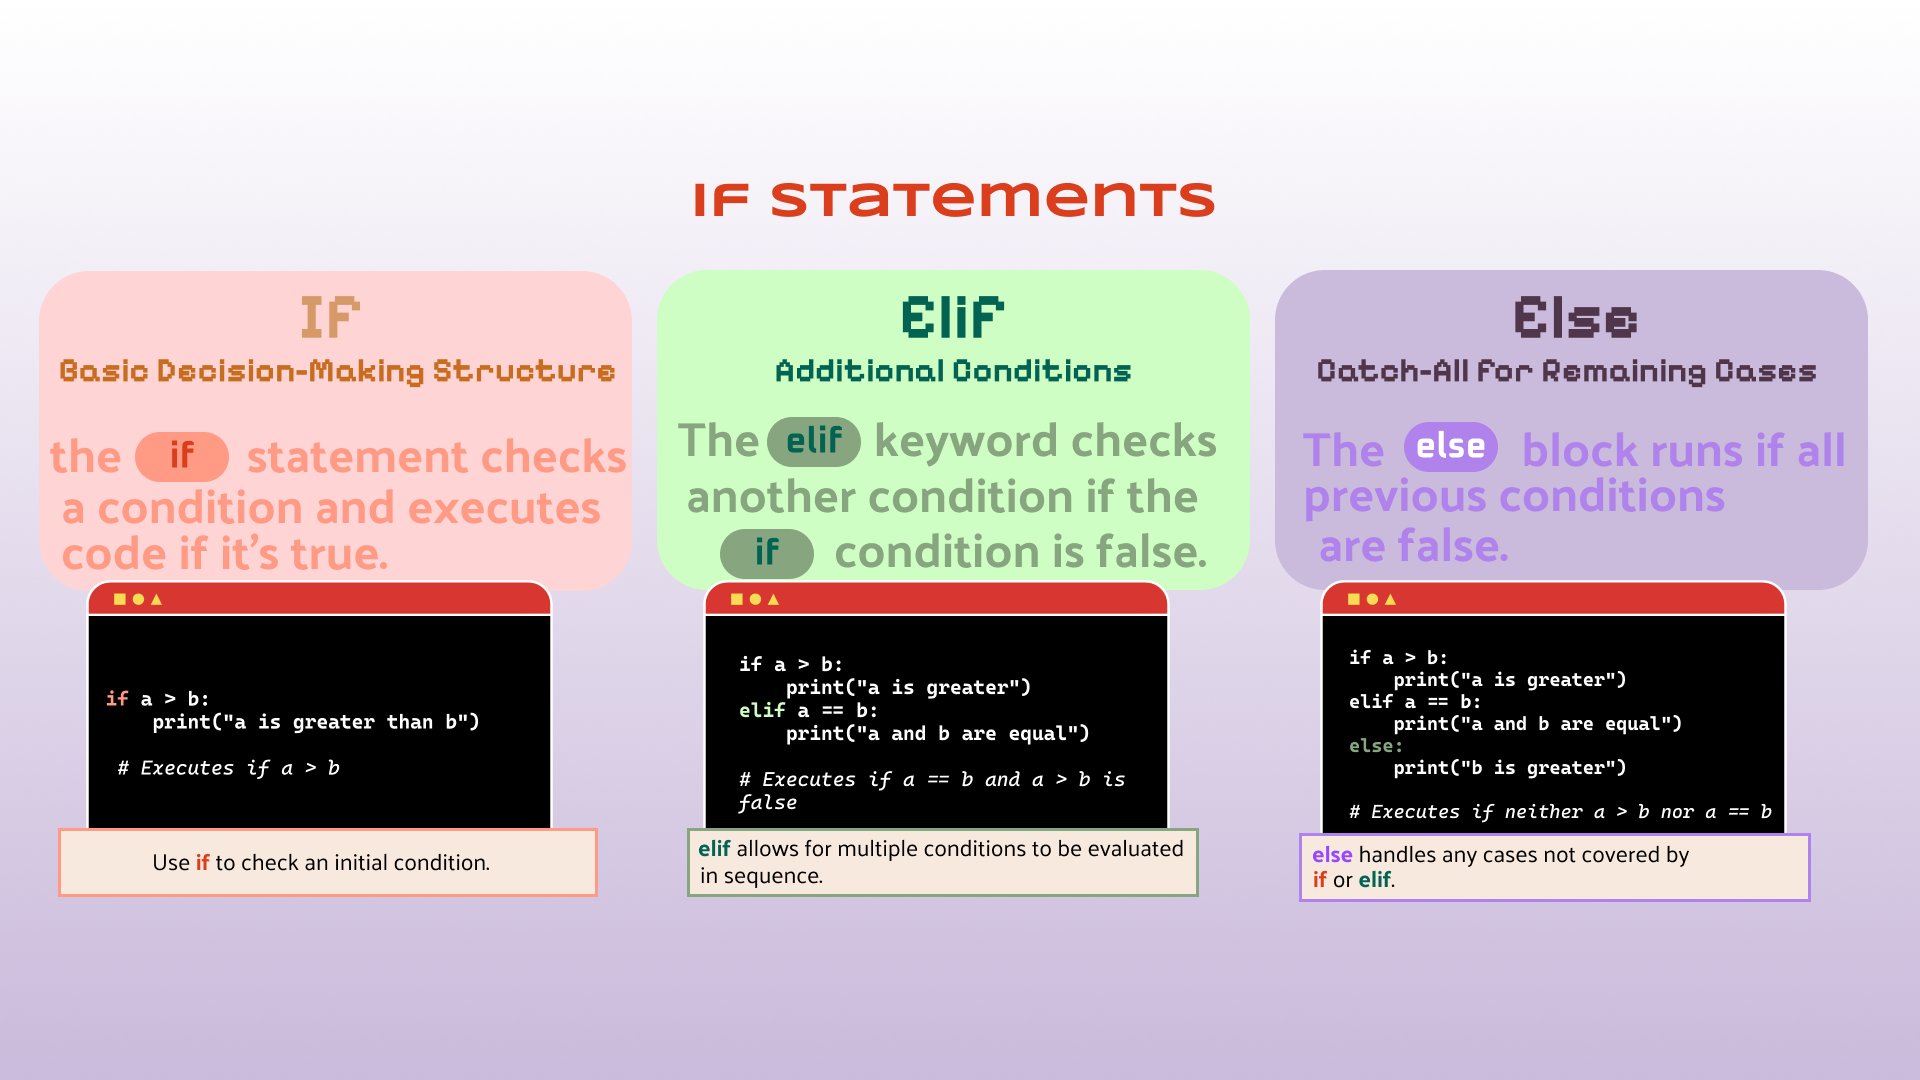 IF Statements
If
Basic Decision-Making Structure
the if statement checks
a condition and executes
code if it's true.
if a > b:
    print("a is greater than b")
# Executes if a > b
Use if to check an initial condition.
Elif
Additional Conditions
The elif keyword checks
another condition if the
if condition is false.
if a > b:
    print("a is greater")
elif a == b:
    print("a and b are equal")
# Executes if a == b and a > b is
false
elif allows for multiple conditions to be evaluated
in sequence.
Else
Catch-All for Remaining Cases
The else block runs if all
previous conditions
are false.
if a > b:
    print("a is greater")
elif a == b:
    print("a and b are equal")
else:
    print("b is greater")
# Executes if neither a > b nor a == b
else handles any cases not covered by
if or elif.